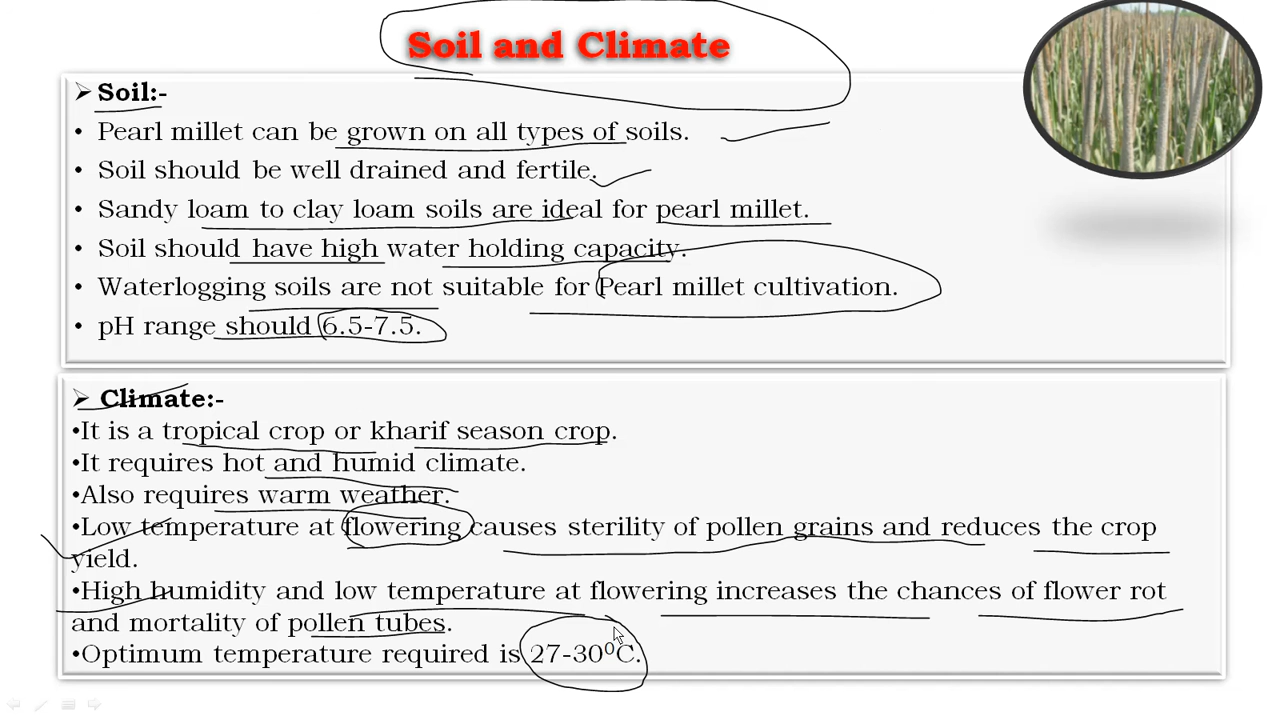 Soil and Climate
➢ Soil:-
• Pearl millet can be grown on all types of soils.
• Soil should be well drained and fertile.
• Sandy loam to clay loam soils are ideal for pearl millet.
• Soil should have high water holding capacity.
• Waterlogging soils are not suitable for Pearl millet cultivation.
• pH range should 6.5-7.5.
➢ Climate:-
•It is a tropical crop or kharif season crop.
•It requires hot and humid climate.
•Also requires warm weather.
•Low temperature at flowering causes sterility of pollen grains and reduces the crop
yield.
•High humidity and low temperature at flowering increases the chances of flower rot
and mortality of pollen tubes.
•Optimum temperature required is 27-30⁰C.